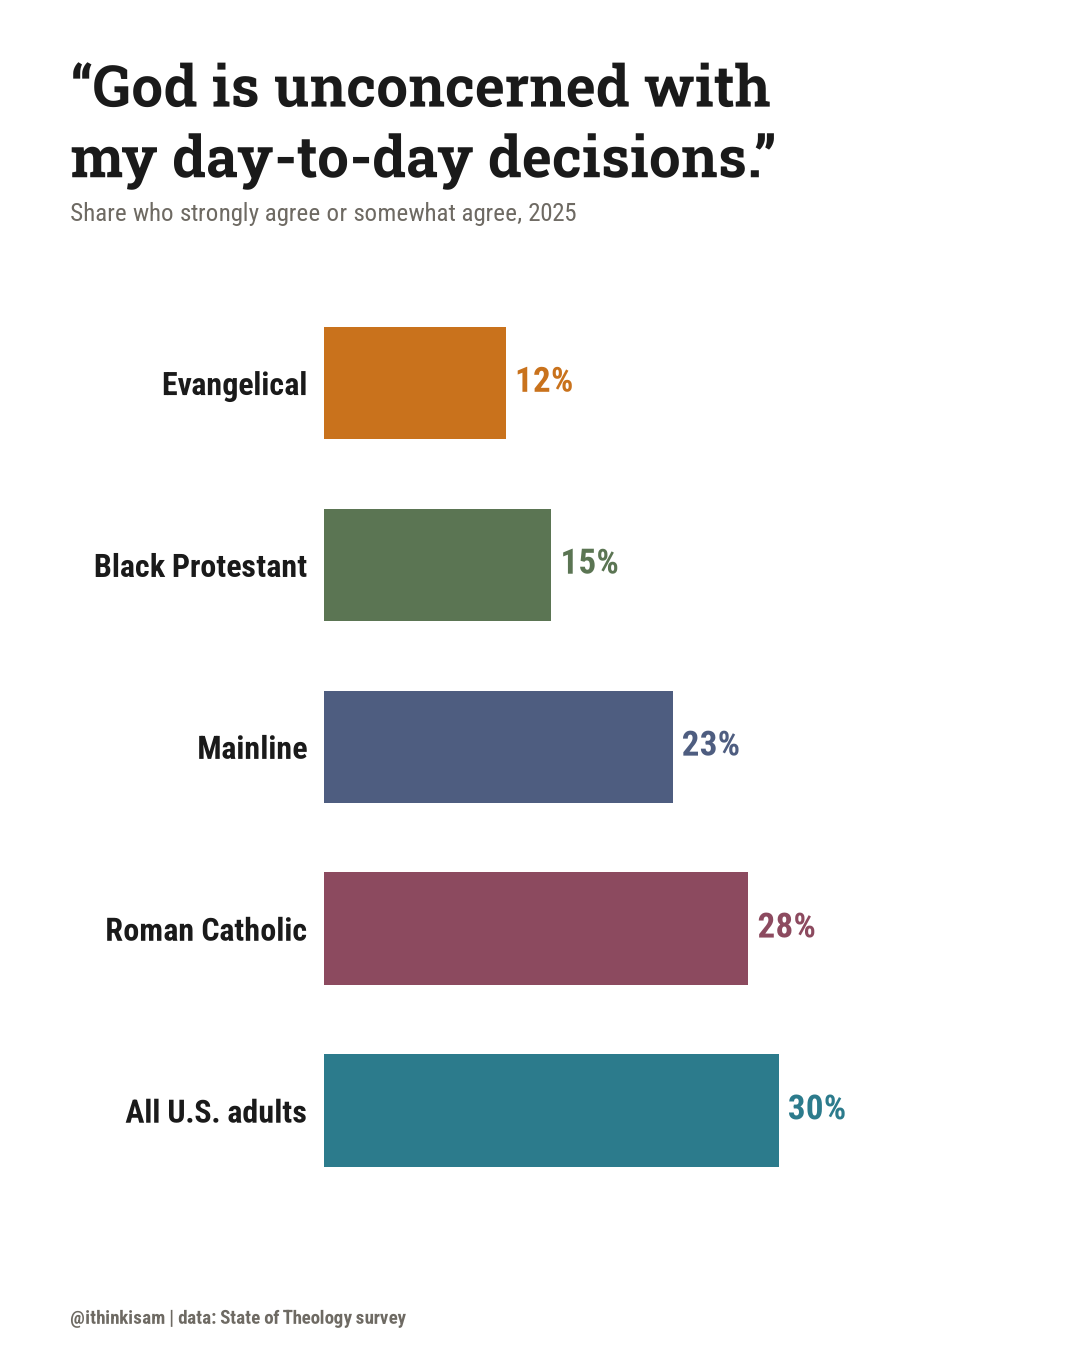 “God is unconcerned with
my day-to-day decisions.”
Share who strongly agree or somewhat agree, 2025
Evangelical 12%
Black Protestant 15%
Mainline 23%
Roman Catholic 28%
All U.S. adults 30%
@ithinkisam | data: State of Theology survey